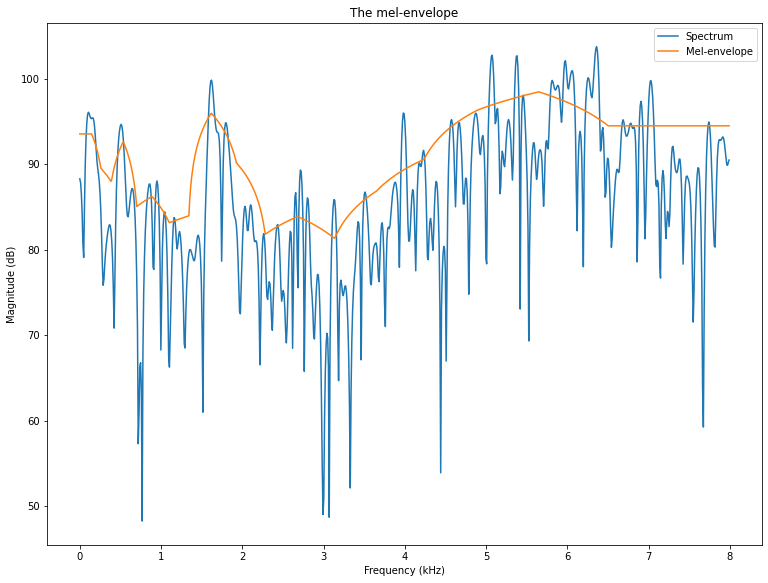 The mel-envelope
Spectrum
Mel-envelope
100
90
80
70
60
50
Magnitude (dB)
0 1 2 3 4 5 6 7 8
Frequency (kHz)